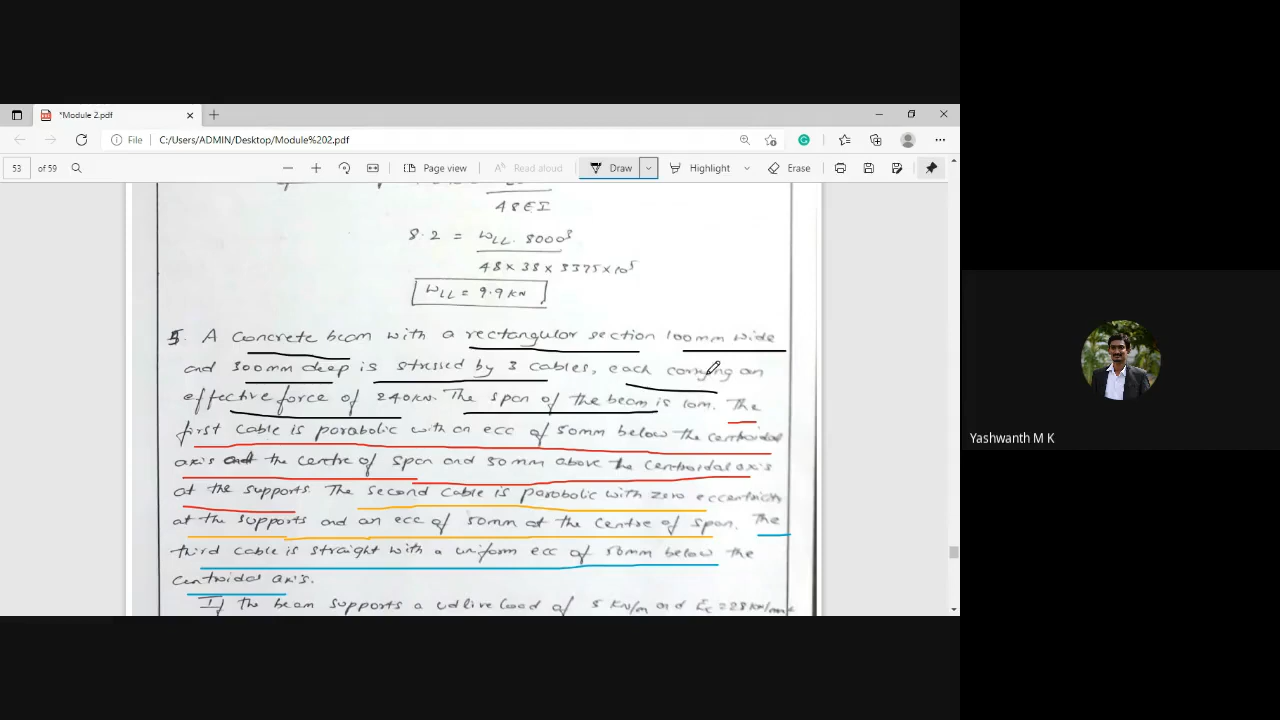 *Module 2.pdf
File C:/Users/ADMIN/Desktop/Module%202.pdf
53 of 59 Page view Read aloud Draw Highlight Erase
48EI
8.2 = WLL. 8000³
48 × 38 × 3375 × 10⁵
WLL = 9.9 KN
5. A concrete beam with a rectangular section 100mm wide
and 300mm deep is stressed by 3 cables, each carrying an
effective force of 240KN. The span of the beam is 10m. The
first cable is parabolic with an ecc of 50mm below the centroidal
axis at the centre of span and 50mm above the centroidal axis
at the supports. The second cable is parabolic with zero eccentricity
at the supports and an ecc of 50mm at the centre of span. The
third cable is straight with a uniform ecc of 50mm below the
centroidal axis.
If the beam supports a udlive load of 5 KN/m and Ec = 28 KN/mm²
Yashwanth M K